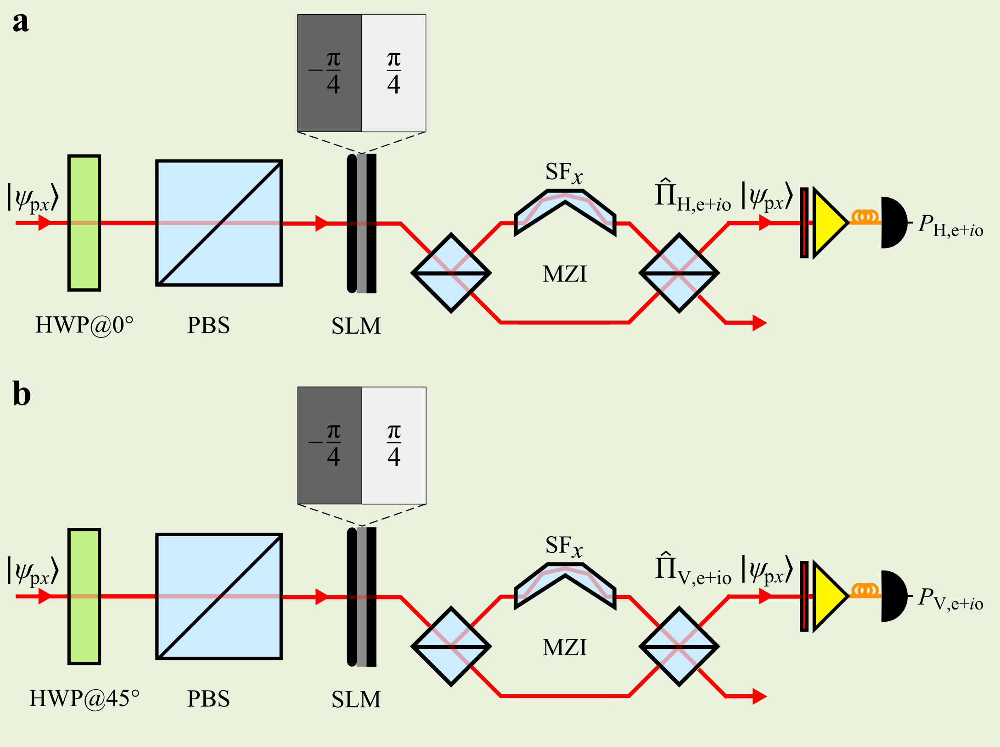 a
−π/4 π/4
SFx
|ψpx⟩
Π̂H,e+io |ψpx⟩
PH,e+io
MZI
HWP@0° PBS SLM
b
−π/4 π/4
SFx
|ψpx⟩
Π̂V,e+io |ψpx⟩
PV,e+io
MZI
HWP@45° PBS SLM